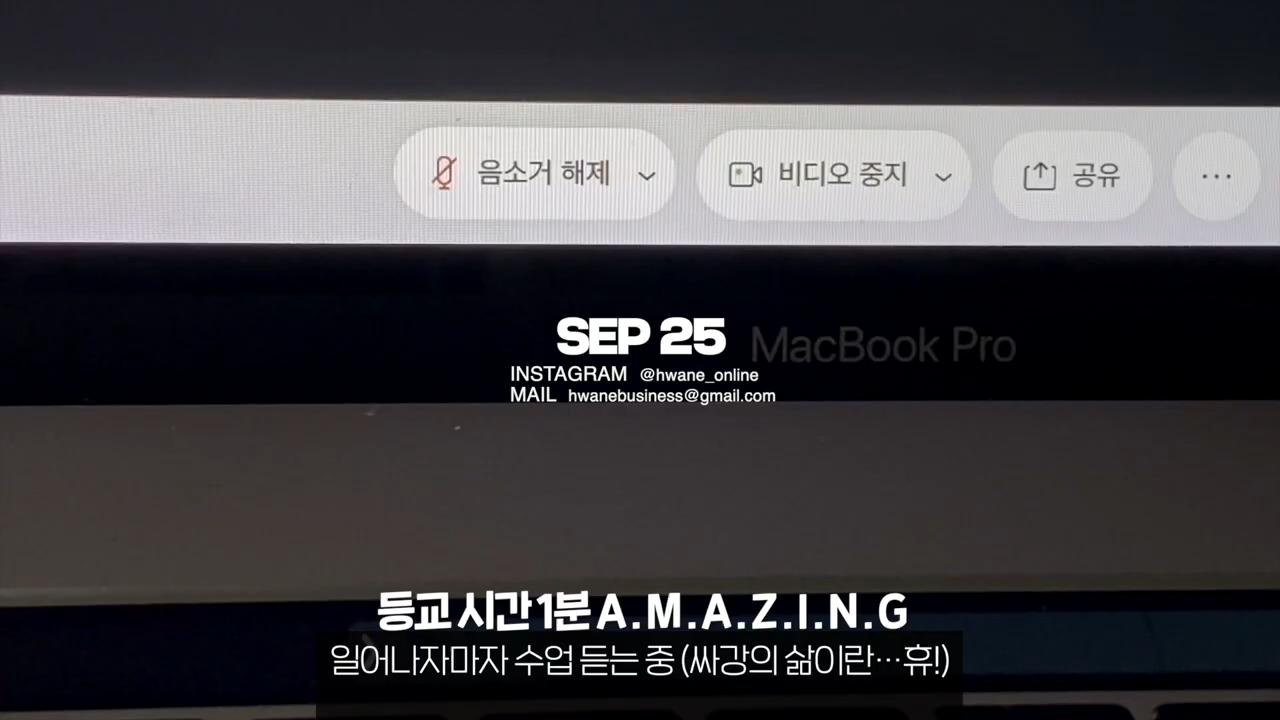 음소거 해제 비디오 중지 공유
SEP 25
MacBook Pro
INSTAGRAM @hwane_online
MAIL hwanebusiness@gmail.com
등교 시간 1분 A.M.A.Z.I.N.G
일어나자마자 수업 듣는 중 (싸강의 삶이란…휴!)